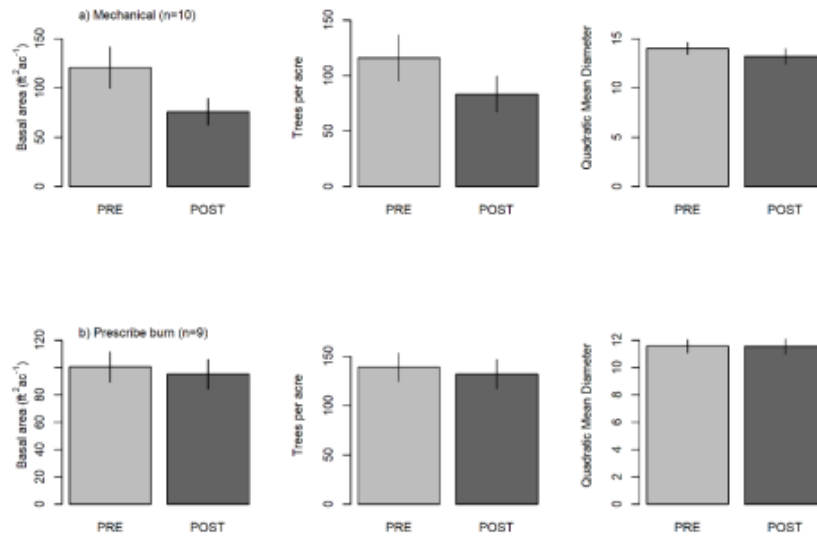 a) Mechanical (n=10)
Basal area (ft²ac⁻¹)
0 50 100 150
PRE POST
Trees per acre
0 50 100 150
PRE POST
Quadratic Mean Diameter
0 5 10 15
PRE POST
b) Prescribe burn (n=9)
Basal area (ft²ac⁻¹)
0 20 40 60 80 120
PRE POST
Trees per acre
0 50 100 150
PRE POST
Quadratic Mean Diameter
0 2 4 6 8 10 12
PRE POST